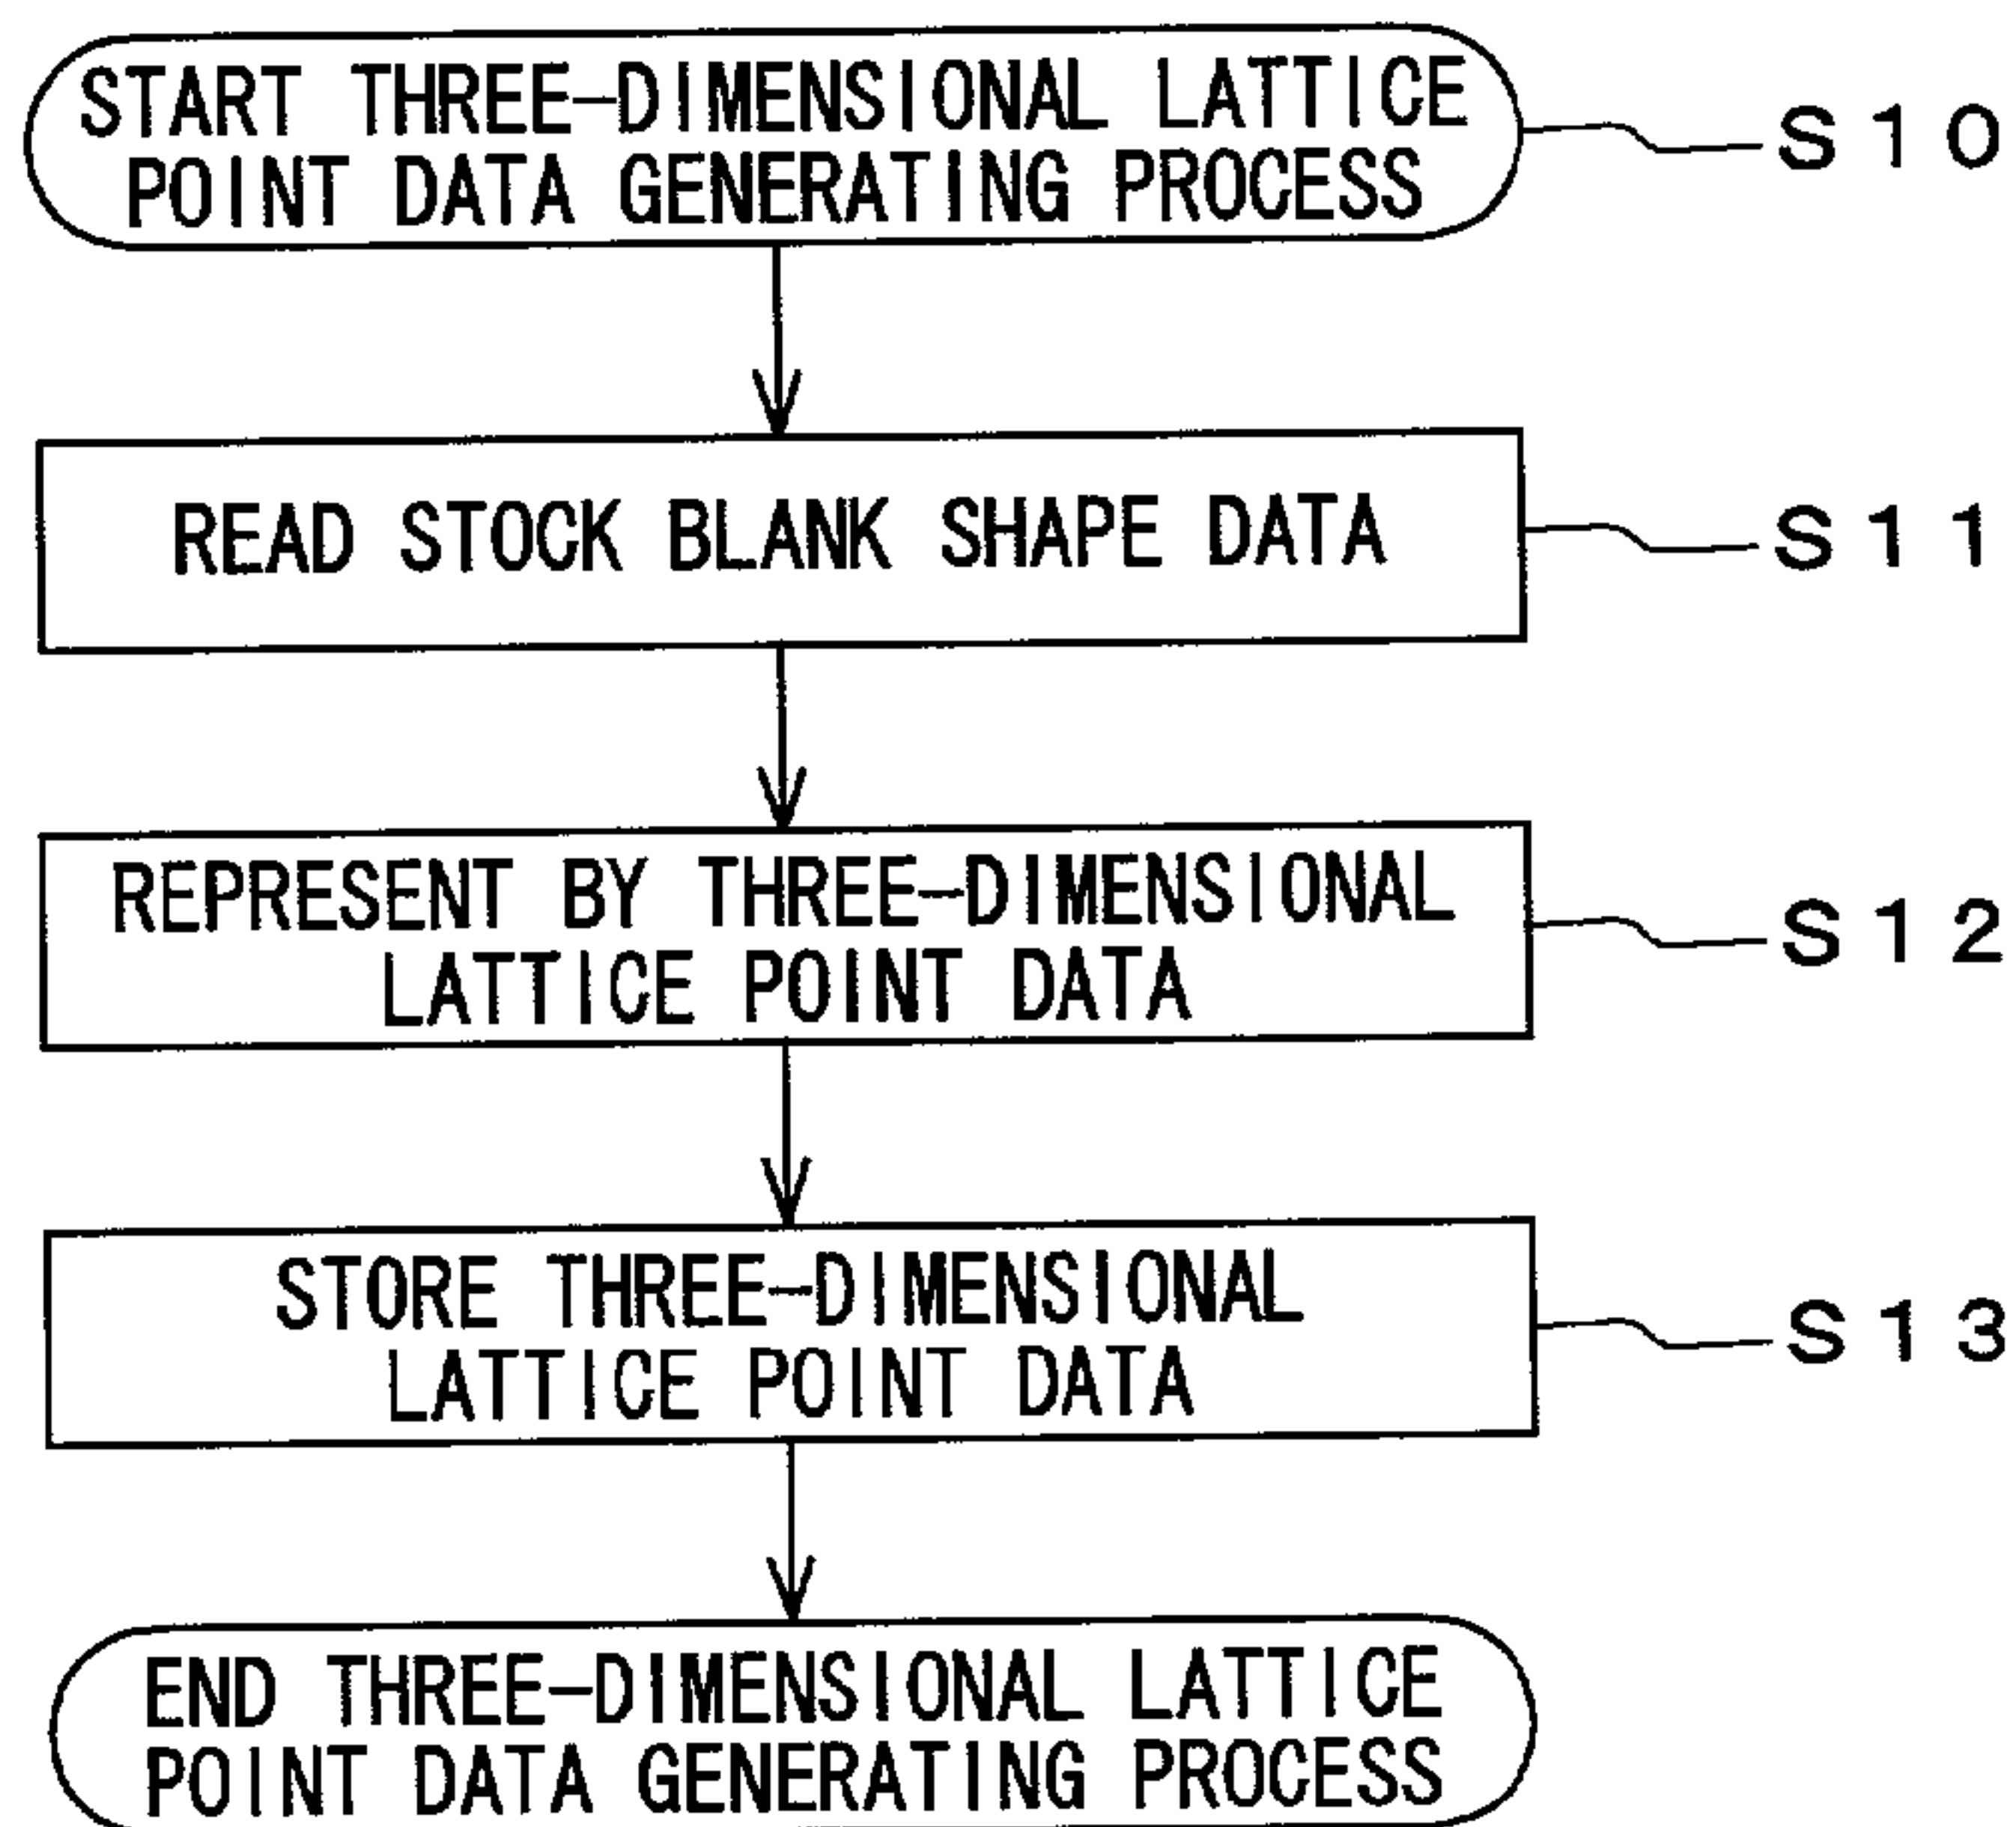 START THREE-DIMENSIONAL LATTICE
POINT DATA GENERATING PROCESS
S10
READ STOCK BLANK SHAPE DATA
S11
REPRESENT BY THREE-DIMENSIONAL
LATTICE POINT DATA
S12
STORE THREE-DIMENSIONAL
LATTICE POINT DATA
S13
END THREE-DIMENSIONAL LATTICE
POINT DATA GENERATING PROCESS